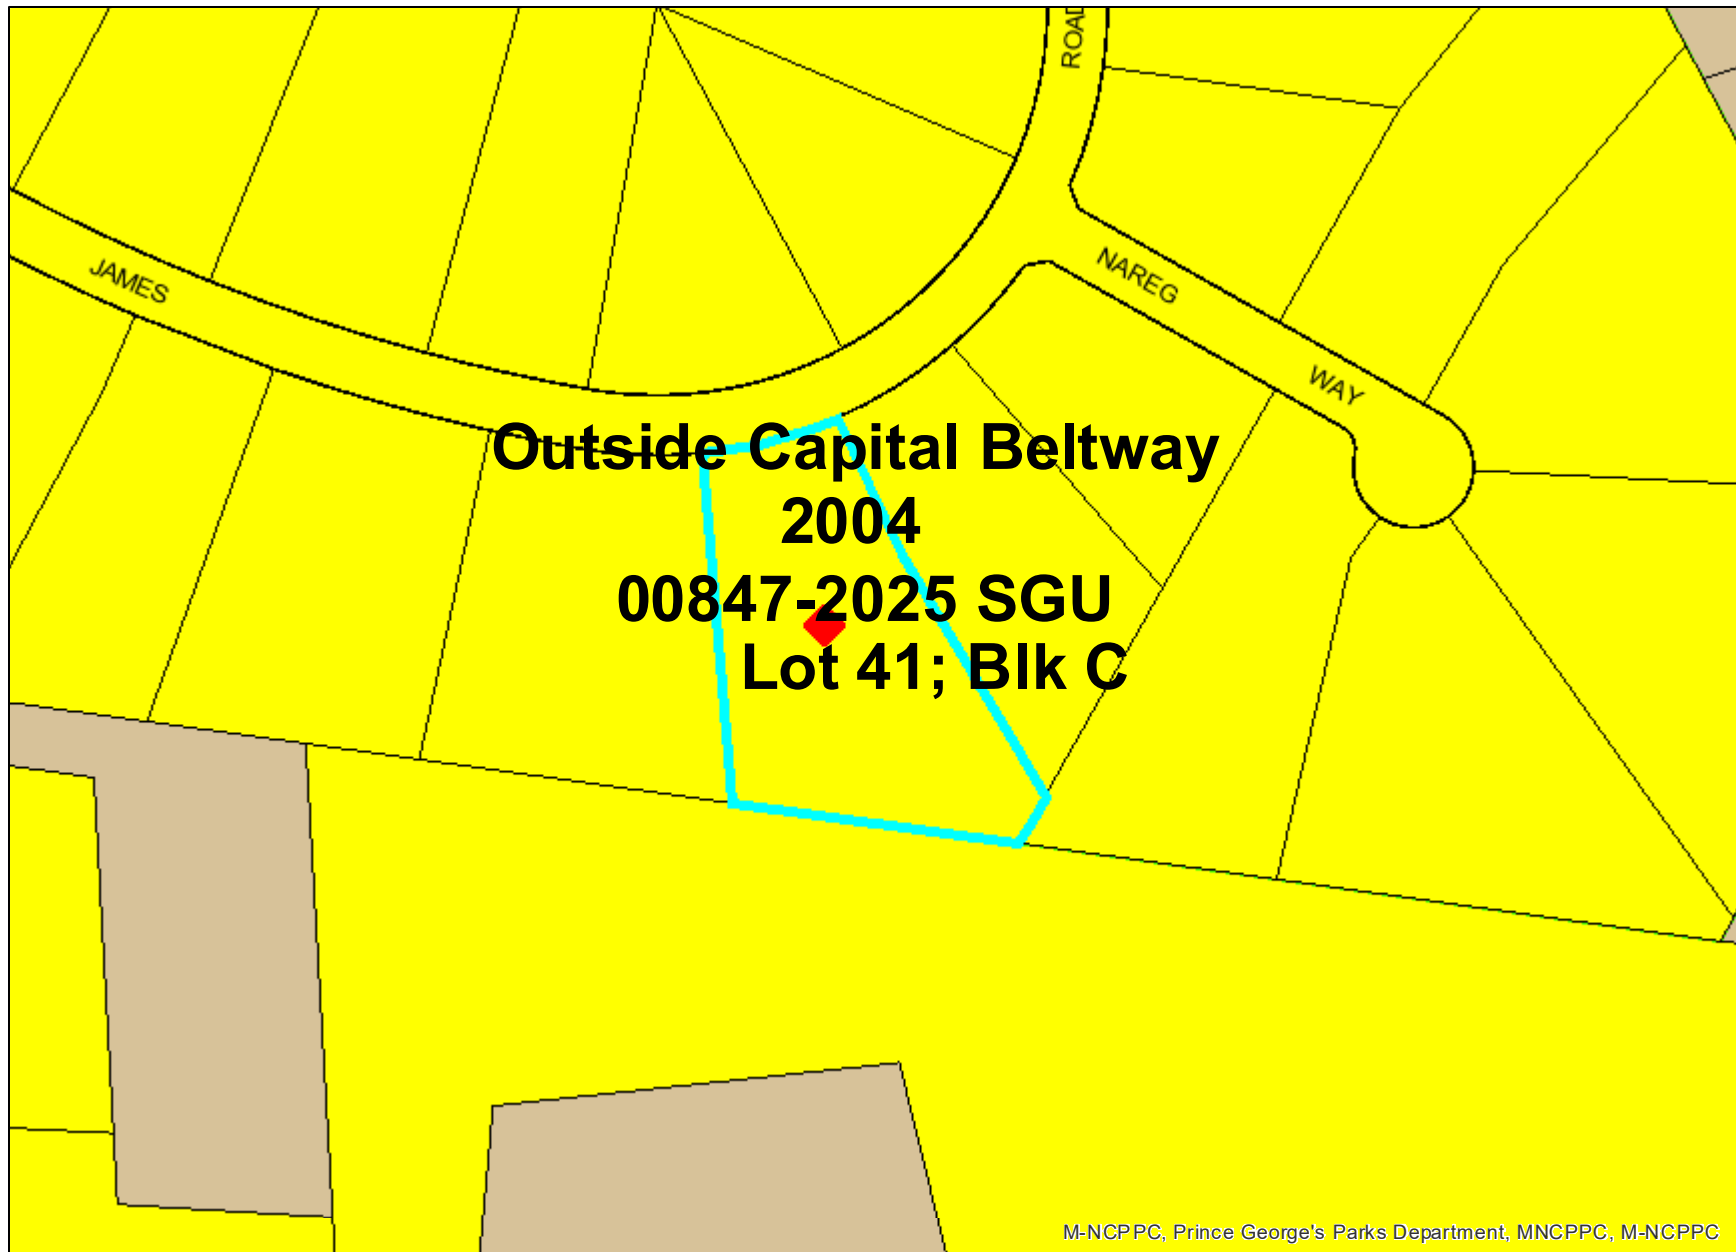 ROAD
JAMES
NAREG
WAY
Outside Capital Beltway
2004
00847-2025 SGU
Lot 41; Blk C
M-NCPPC, Prince George's Parks Department, MNCPPC, M-NCPPC